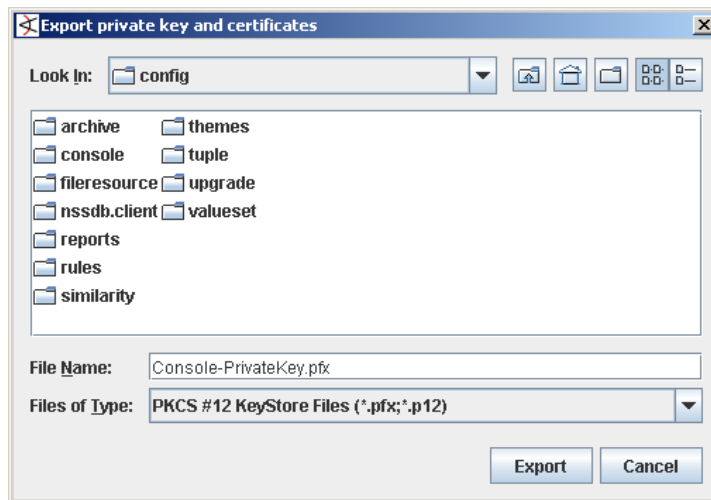 Export private key and certificates
Look In: config
archive themes
console tuple
fileresource upgrade
nssdb.client valueset
reports
rules
similarity
File Name: Console-PrivateKey.pfx
Files of Type: PKCS #12 KeyStore Files (*.pfx;*.p12)
Export Cancel